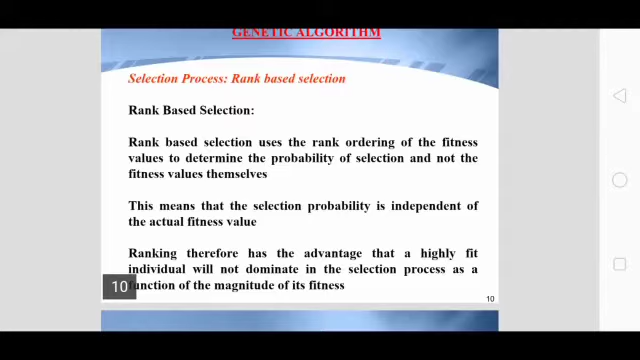 GENETIC ALGORITHM
Selection Process: Rank based selection
Rank Based Selection:
Rank based selection uses the rank ordering of the fitness
values to determine the probability of selection and not the
fitness values themselves
This means that the selection probability is independent of
the actual fitness value
Ranking therefore has the advantage that a highly fit
individual will not dominate in the selection process as a
function of the magnitude of its fitness
10
10